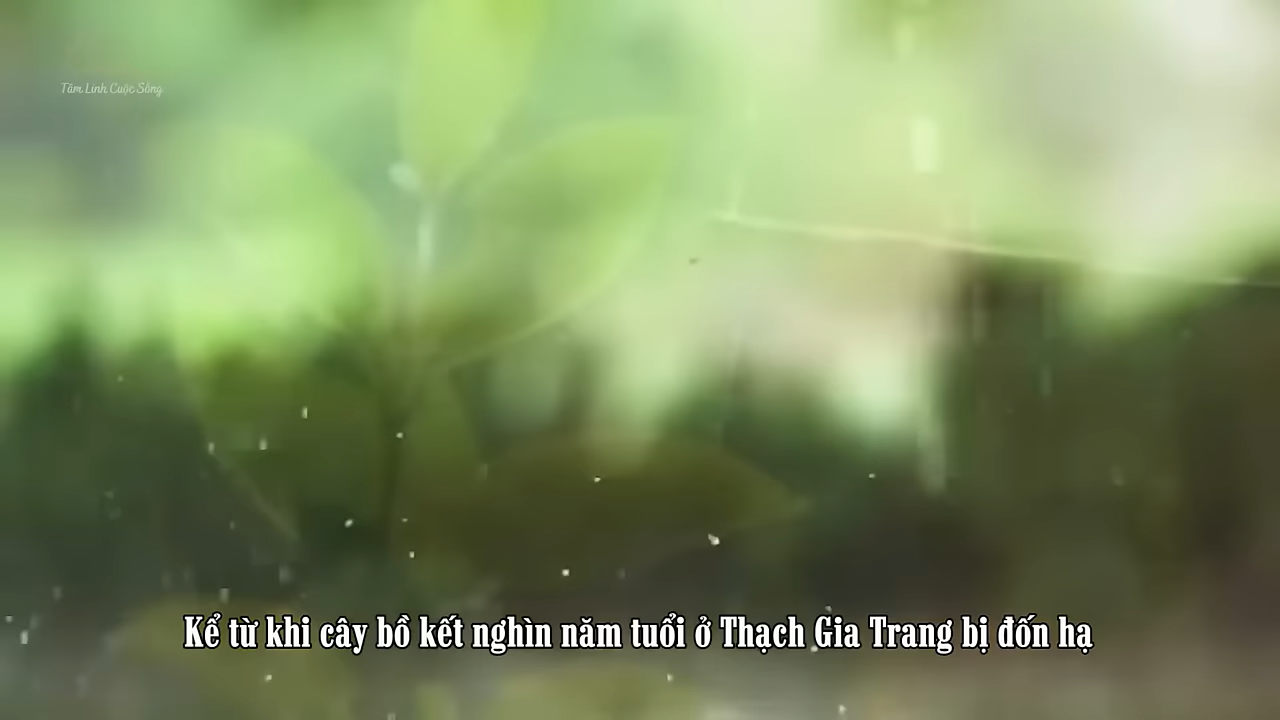 Tâm Linh Cuộc Sống
Kể từ khi cây bồ kết nghìn năm tuổi ở Thạch Gia Trang bị đốn hạ